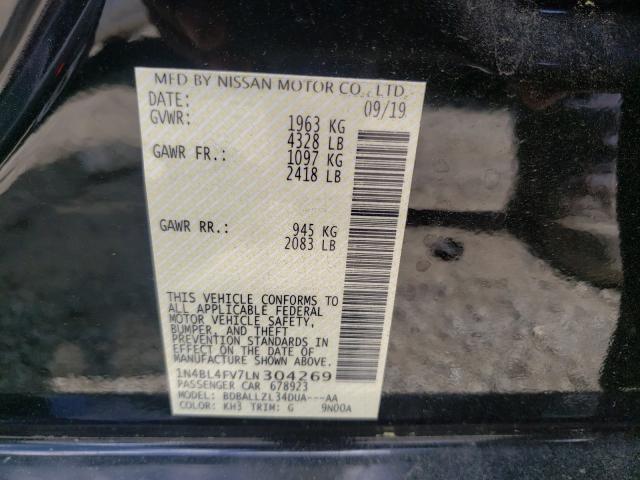 MFD BY NISSAN MOTOR CO., LTD.
DATE: 09/19
GVWR: 1963 KG
4328 LB
GAWR FR.: 1097 KG
2418 LB
GAWR RR.: 945 KG
2083 LB
THIS VEHICLE CONFORMS TO
ALL APPLICABLE FEDERAL
MOTOR VEHICLE SAFETY,
BUMPER, AND THEFT
PREVENTION STANDARDS IN
EFFECT ON THE DATE OF
MANUFACTURE SHOWN ABOVE.
1N4BL4FV7LN304269
PASSENGER CAR 678923
MODEL: BDBALLZL34DUA---AA
COLOR: KH3 TRIM: G 9N00A